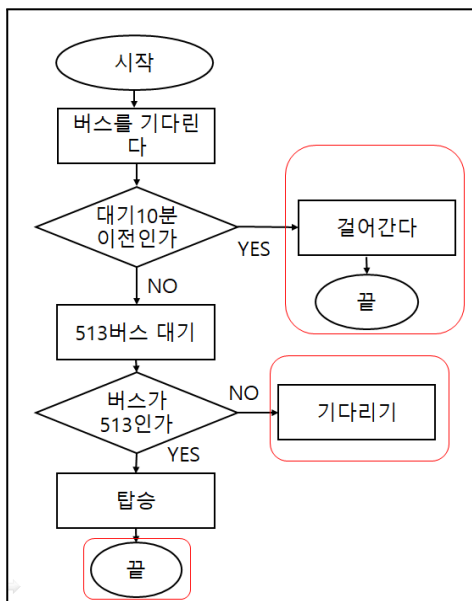 시작
버스를 기다린
다
대기10분
이전인가
YES
걸어간다
끝
NO
513버스 대기
버스가
513인가
NO
기다리기
YES
탑승
끝